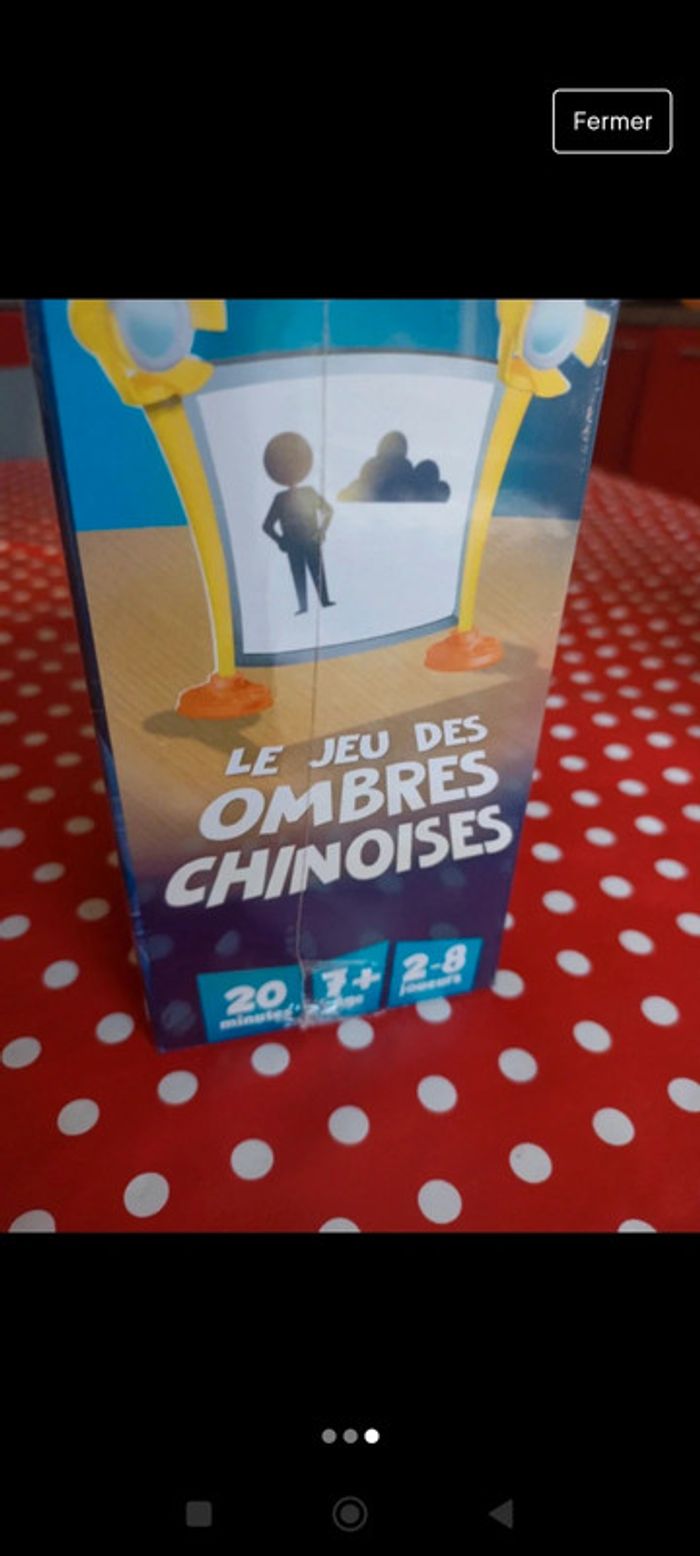 Fermer
LE JEU DES
OMBRES
CHINOISES
20 7+ 2-8
minutes joueurs